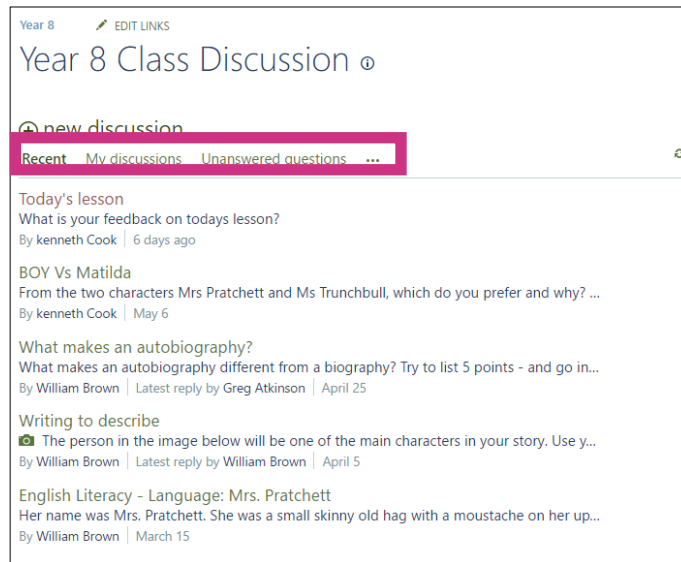 Year 8 EDIT LINKS
Year 8 Class Discussion
new discussion
Recent My discussions Unanswered questions ...
Today's lesson
What is your feedback on todays lesson?
By kenneth Cook | 6 days ago
BOY Vs Matilda
From the two characters Mrs Pratchett and Ms Trunchbull, which do you prefer and why? ...
By kenneth Cook | May 6
What makes an autobiography?
What makes an autobiography different from a biography? Try to list 5 points - and go in...
By William Brown | Latest reply by Greg Atkinson | April 25
Writing to describe
The person in the image below will be one of the main characters in your story. Use y...
By William Brown | Latest reply by William Brown | April 5
English Literacy - Language: Mrs. Pratchett
Her name was Mrs. Pratchett. She was a small skinny old hag with a moustache on her up...
By William Brown | March 15